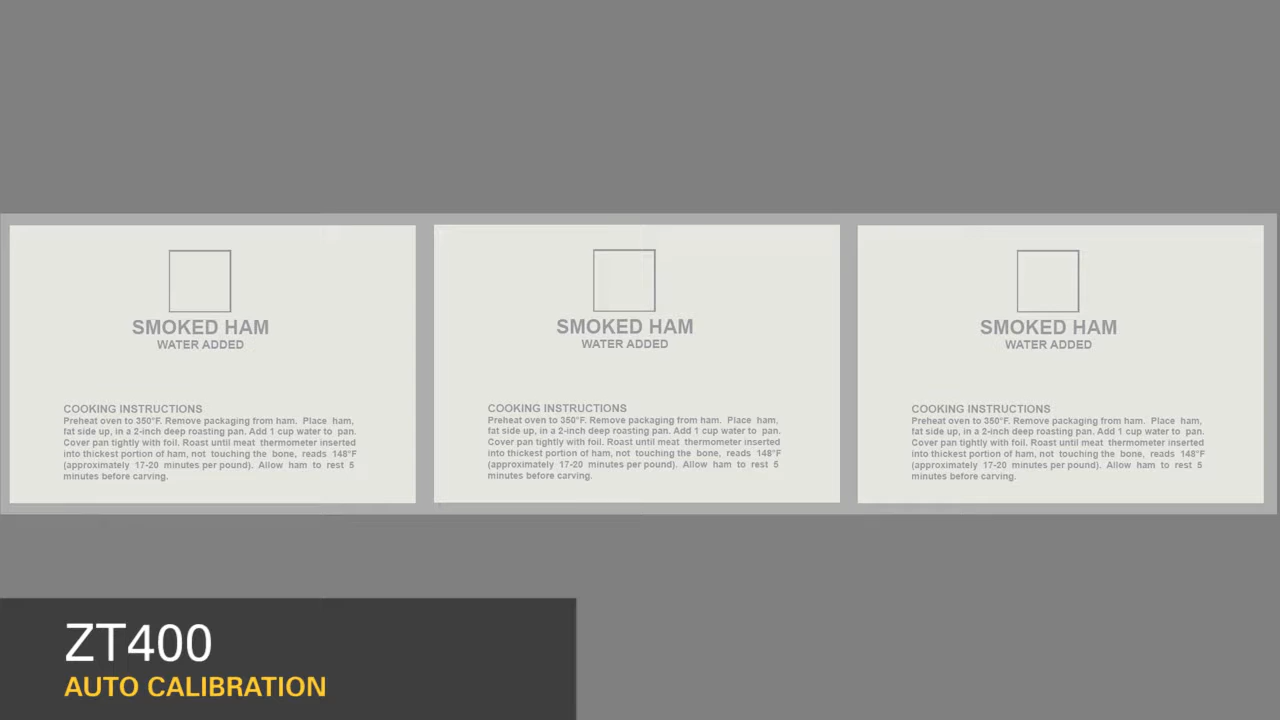 SMOKED HAM
WATER ADDED
COOKING INSTRUCTIONS
Preheat oven to 350°F. Remove packaging from ham. Place ham,
fat side up, in a 2-inch deep roasting pan. Add 1 cup water to pan.
Cover pan tightly with foil. Roast until meat thermometer inserted
into thickest portion of ham, not touching the bone, reads 148°F
(approximately 17-20 minutes per pound). Allow ham to rest 5
minutes before carving.
SMOKED HAM
WATER ADDED
COOKING INSTRUCTIONS
Preheat oven to 350°F. Remove packaging from ham. Place ham,
fat side up, in a 2-inch deep roasting pan. Add 1 cup water to pan.
Cover pan tightly with foil. Roast until meat thermometer inserted
into thickest portion of ham, not touching the bone, reads 148°F
(approximately 17-20 minutes per pound). Allow ham to rest 5
minutes before carving.
SMOKED HAM
WATER ADDED
COOKING INSTRUCTIONS
Preheat oven to 350°F. Remove packaging from ham. Place ham,
fat side up, in a 2-inch deep roasting pan. Add 1 cup water to pan.
Cover pan tightly with foil. Roast until meat thermometer inserted
into thickest portion of ham, not touching the bone, reads 148°F
(approximately 17-20 minutes per pound). Allow ham to rest 5
minutes before carving.
ZT400
AUTO CALIBRATION